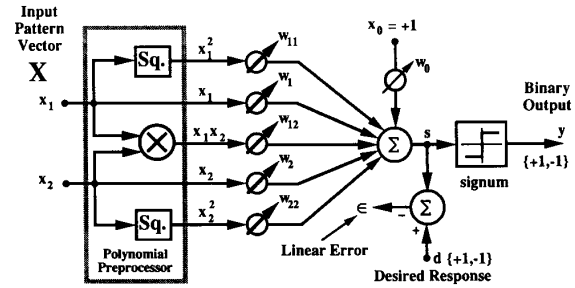 Input
Pattern
Vector
X
x₁
x₂
Sq.
Sq.
Polynomial
Preprocessor
x₁²
x₁
x₁x₂
x₂
x₂²
w₁₁
w₁
w₁₂
w₂
w₂₂
x₀ = +1
w₀
Σ
s
signum
Binary
Output
y
{+1,-1}
Σ
−
+
∈
Linear Error
d {+1,-1}
Desired Response